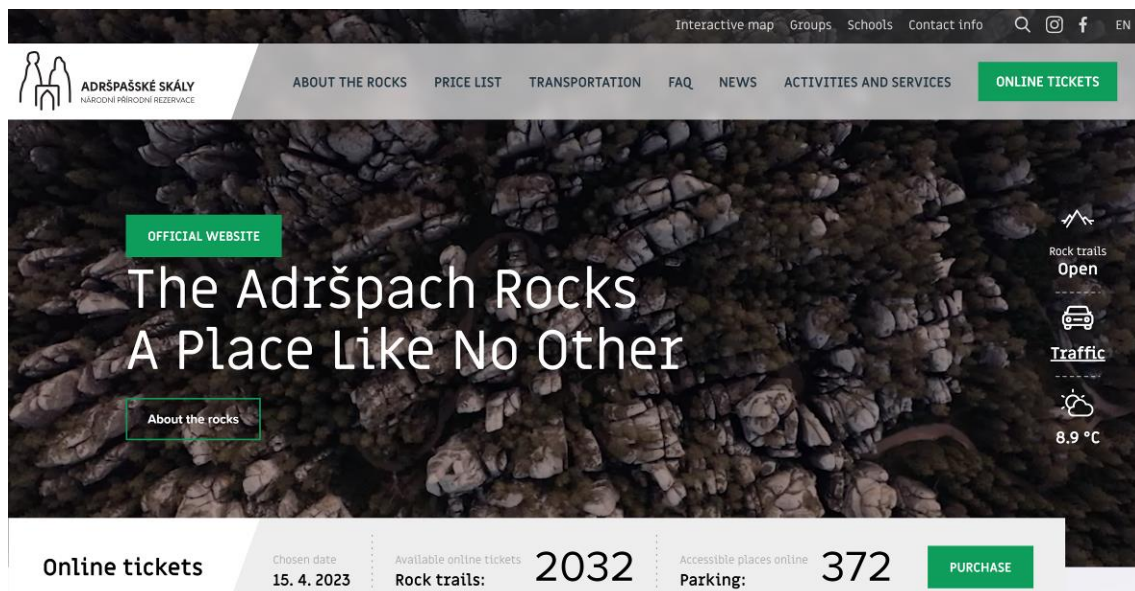 Interactive map Groups Schools Contact info EN
ADRŠPAŠSKÉ SKÁLY
NÁRODNÍ PŘÍRODNÍ REZERVACE
ABOUT THE ROCKS PRICE LIST TRANSPORTATION FAQ NEWS ACTIVITIES AND SERVICES ONLINE TICKETS
OFFICIAL WEBSITE
The Adršpach Rocks
A Place Like No Other
About the rocks
Rock trails
Open
Traffic
8.9 °C
Online tickets
Chosen date
15. 4. 2023
Available online tickets
Rock trails: 2032
Accessible places online
Parking: 372
PURCHASE